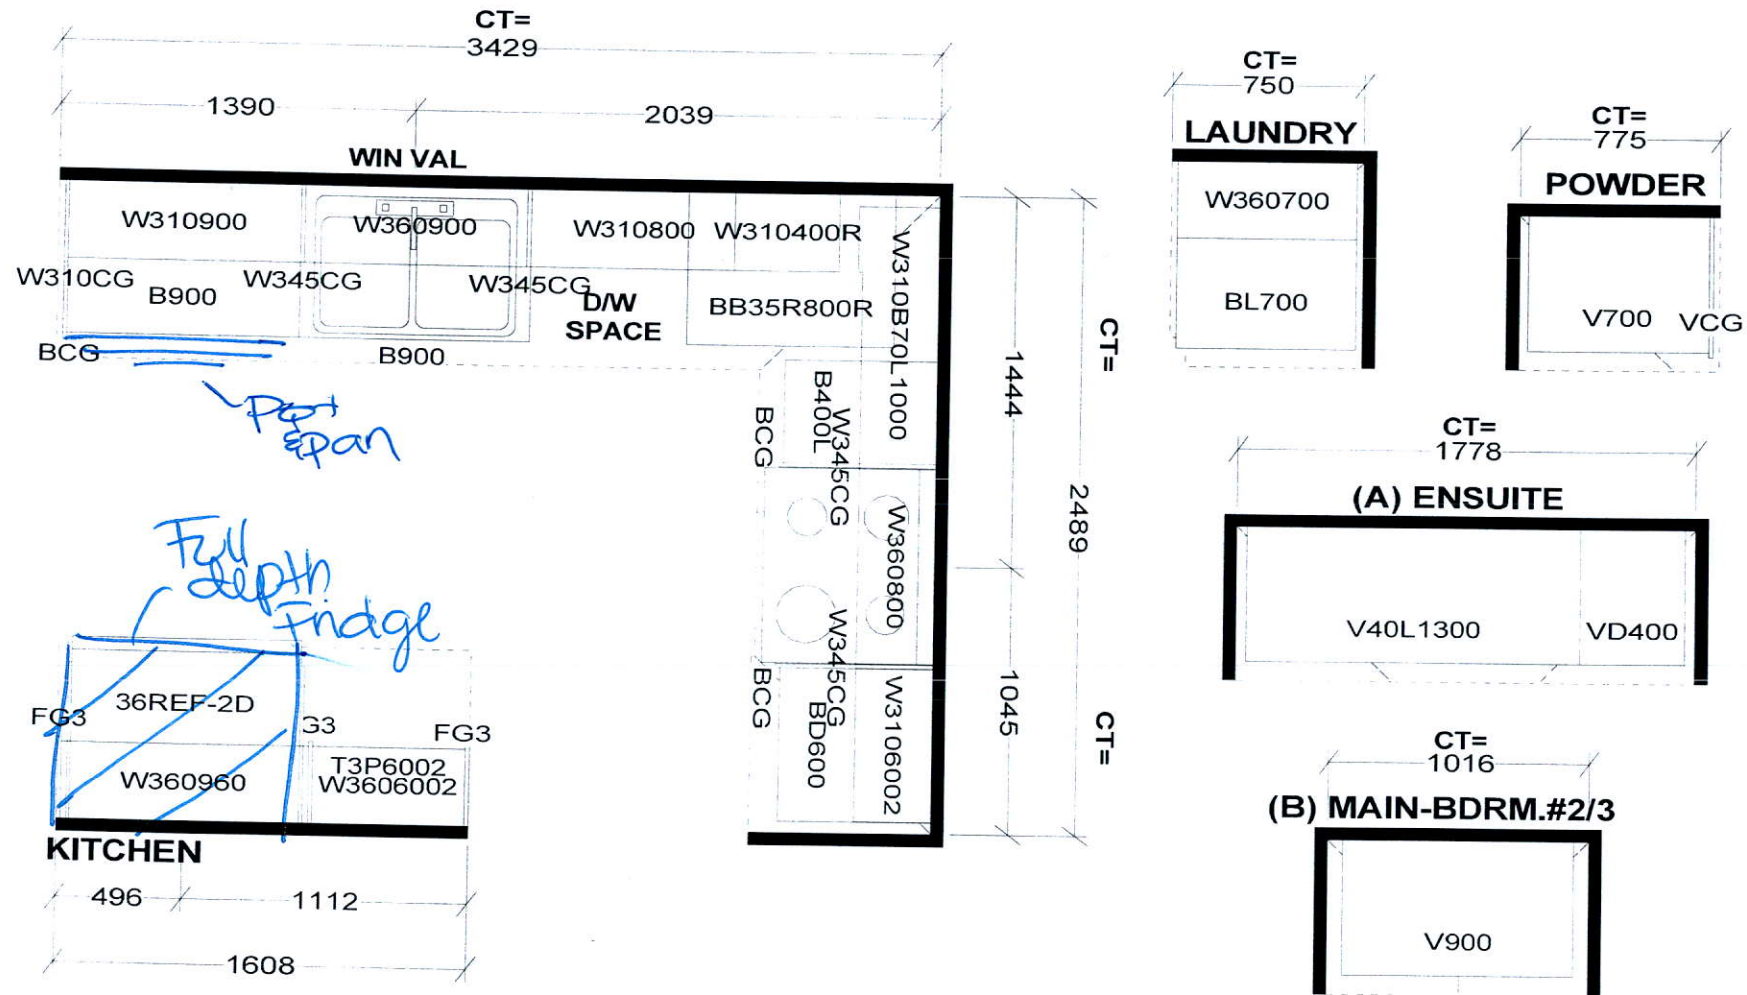 CT=
3429
1390
2039
WIN VAL
W310900
W360900
W310800
W310400R
W310CG
B900
W345CG
W345CG
D/W
SPACE
BB35R800R
W310B70L1000
BCG
B900
pot
&pan
B400L
W345CG
BCG
W360800
W345CG
BCG
BD600
W3106002
1444
2489
1045
CT=
CT=
Full
depth
Fridge
36REF-2D
FG3
G3
FG3
W360960
T3P6002
W3606002
KITCHEN
496
1112
1608
CT=
750
LAUNDRY
W360700
BL700
CT=
775
POWDER
V700
VCG
CT=
1778
(A) ENSUITE
V40L1300
VD400
CT=
1016
(B) MAIN-BDRM.#2/3
V900